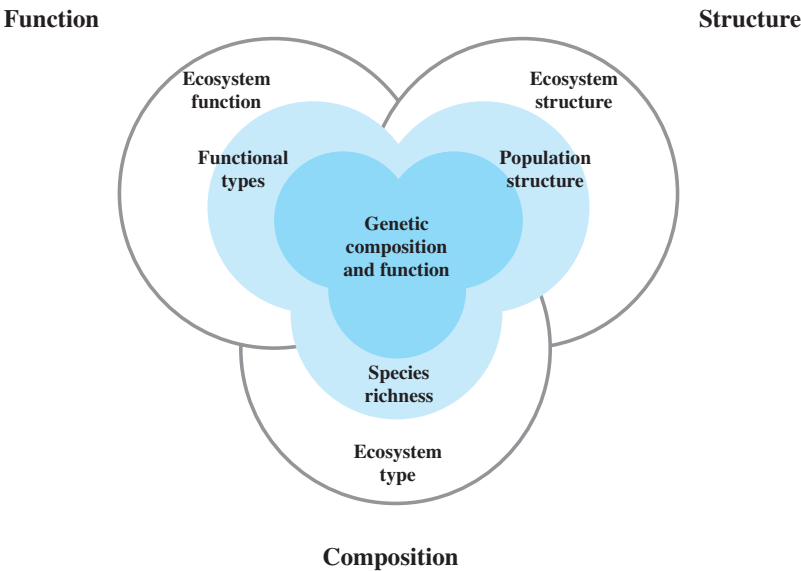 Function
Structure
Ecosystem
function
Ecosystem
structure
Functional
types
Population
structure
Genetic
composition
and function
Species
richness
Ecosystem
type
Composition